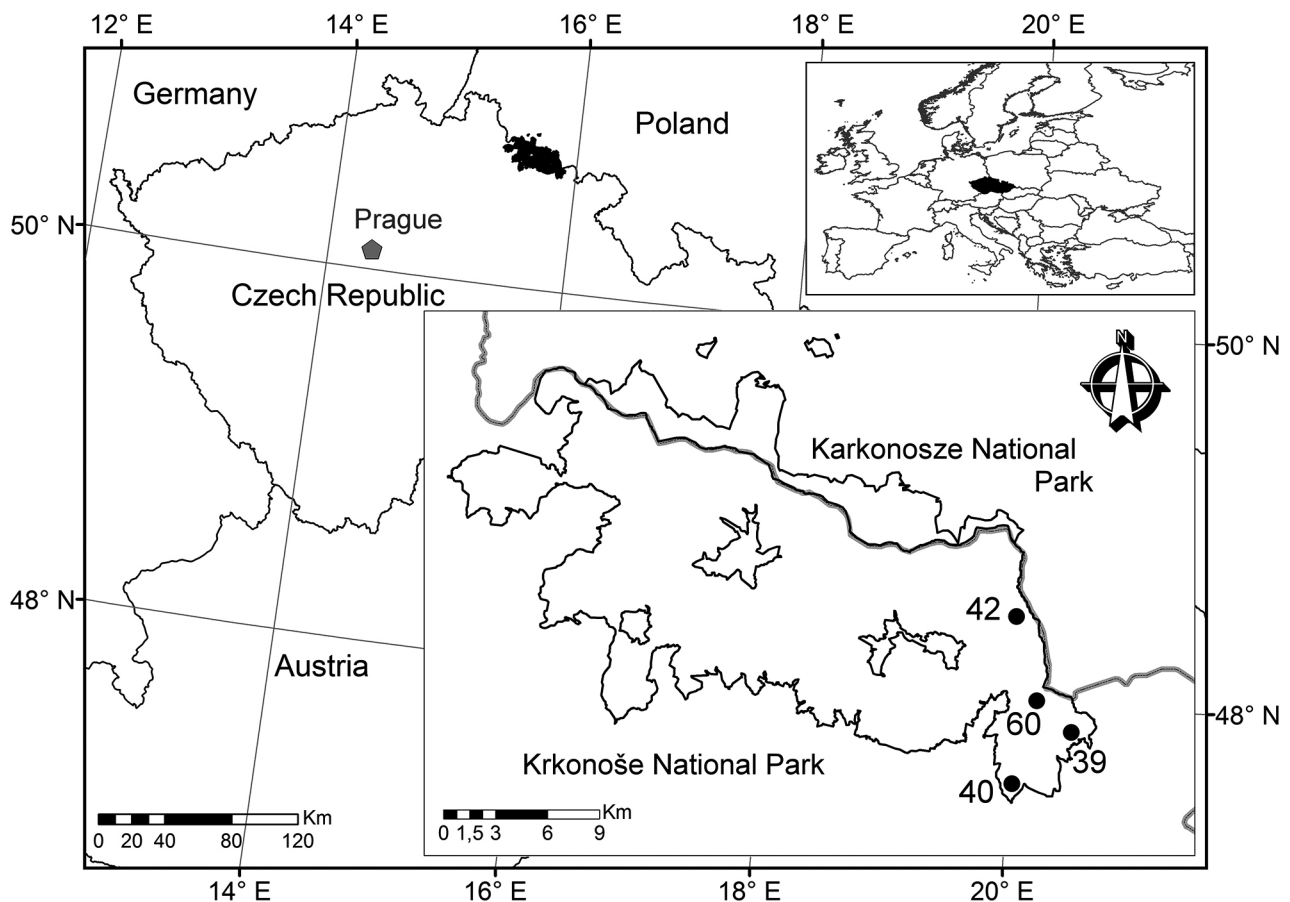 12° E
14° E
16° E
18° E
20° E
Germany
Poland
50° N
Prague
Czech Republic
N
50° N
Karkonosze National
Park
48° N
42
Austria
60
48° N
39
Krkonoše National Park
40
Km
0 20 40 80 120
Km
0 1,5 3 6 9
14° E
16° E
18° E
20° E